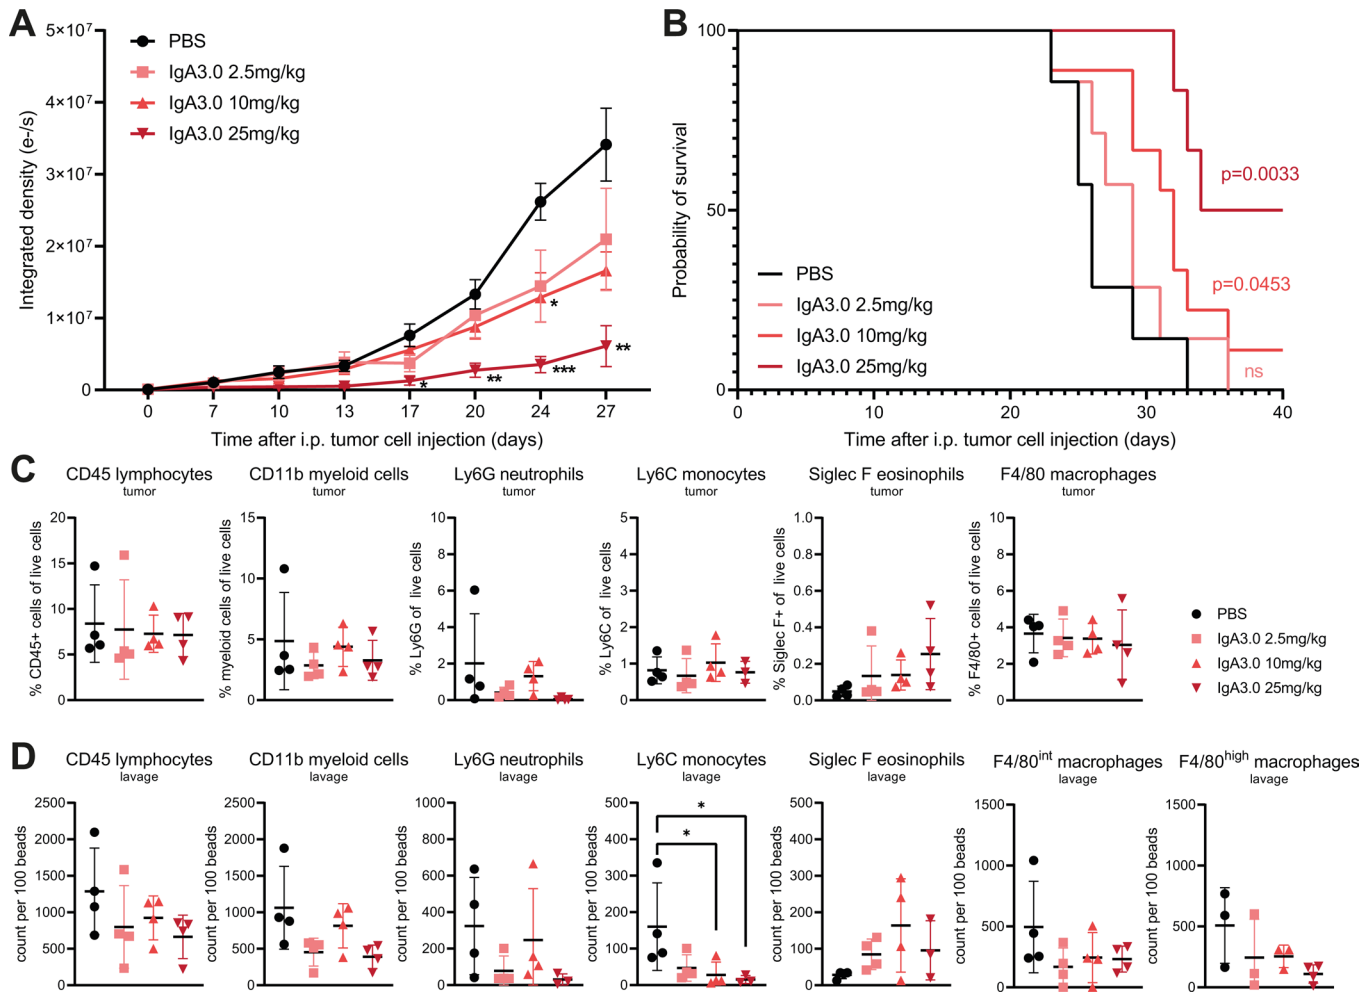 A
Integrated density (e-/s)
5×10⁷
4×10⁷
3×10⁷
2×10⁷
1×10⁷
0
PBS
IgA3.0 2.5mg/kg
IgA3.0 10mg/kg
IgA3.0 25mg/kg
* ** *** ** *
0 7 10 13 17 20 24 27
Time after i.p. tumor cell injection (days)
B
Probability of survival
100
50
0
p=0.0033
p=0.0453
ns
PBS
IgA3.0 2.5mg/kg
IgA3.0 10mg/kg
IgA3.0 25mg/kg
0 10 20 30 40
Time after i.p. tumor cell injection (days)
C
CD45 lymphocytes
tumor
% CD45+ cells of live cells
20
15
10
5
0
CD11b myeloid cells
tumor
% myeloid cells of live cells
15
10
5
0
Ly6G neutrophils
tumor
% Ly6G of live cells
10
8
6
4
2
0
Ly6C monocytes
tumor
% Ly6C of live cells
5
4
3
2
1
0
Siglec F eosinophils
tumor
% Siglec F+ of live cells
1.0
0.8
0.6
0.4
0.2
0.0
F4/80 macrophages
tumor
% F4/80+ cells of live cells
10
8
6
4
2
0
PBS
IgA3.0 2.5mg/kg
IgA3.0 10mg/kg
IgA3.0 25mg/kg
D
CD45 lymphocytes
lavage
count per 100 beads
2500
2000
1500
1000
500
0
CD11b myeloid cells
lavage
count per 100 beads
2500
2000
1500
1000
500
0
Ly6G neutrophils
lavage
count per 100 beads
1000
800
600
400
200
0
Ly6C monocytes
lavage
count per 100 beads
500
400
300
200
100
0
*
*
Siglec F eosinophils
lavage
count per 100 beads
500
400
300
200
100
0
F4/80ⁱⁿᵗ macrophages
lavage
count per 100 beads
1500
1000
500
0
F4/80ʰⁱᵍʰ macrophages
lavage
count per 100 beads
1500
1000
500
0